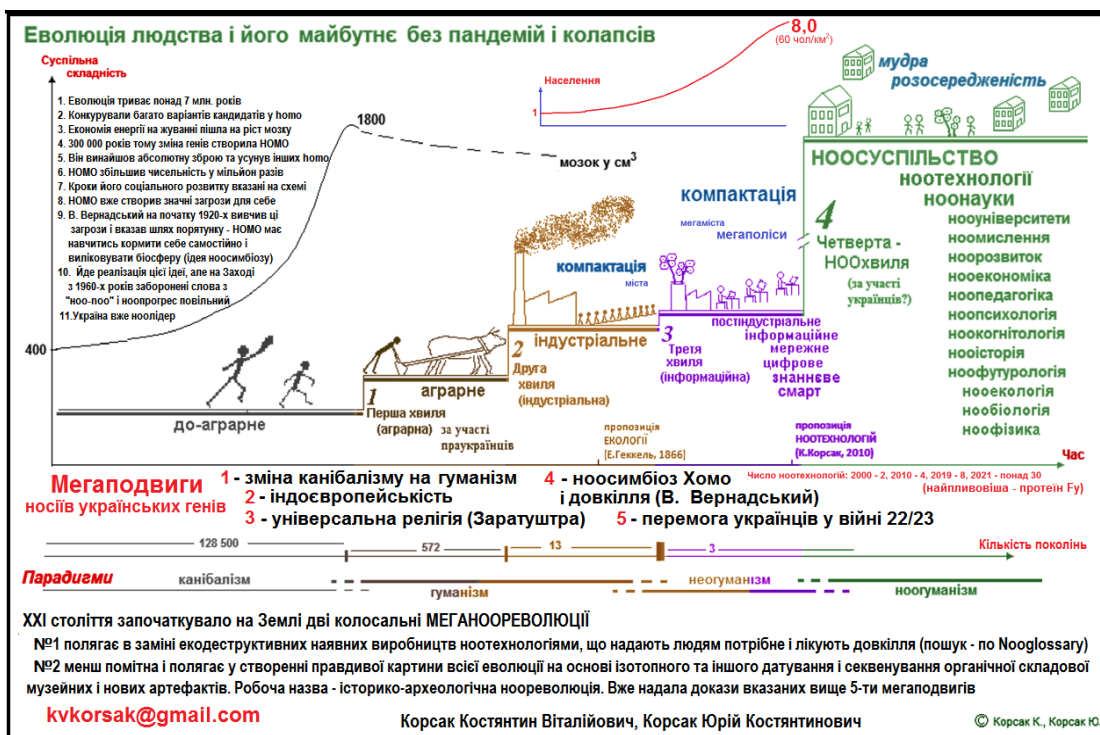 Еволюція людства і його майбутнє без пандемій і колапсів
Суспільна
складність
1. Еволюція триває понад 7 млн. років
2. Конкурували багато варіантів кандидатів у homo
3. Економія енергії на жуванні пішла на ріст мозку
4. 300 000 років тому зміна генів створила НОМО
5. Він винайшов абсолютну зброю та усунув інших homo
6. НОМО збільшив чисельність у мільйон разів
7. Кроки його соціального розвитку вказані на схемі
8. НОМО вже створив значні загрози для себе
9. В. Вернадський на початку 1920-х вивчив ці
загрози і вказав шлях порятунку - НОМО має
навчитись кормити себе самостійно і
виліковувати біосферу (ідея ноосимбіозу)
10. Йде реалізація цієї ідеї, але на Заході
з 1960-х років заборонені слова з
"ноо-noo" і ноопрогрес повільний
11.Україна вже ноолідер
400
1800
мозок у см3
Населення
1
8,0
(60 чол/км2)
мудра
розосередженість
до-аграрне
1
Перша хвиля
(аграрна)
за участі
праукраїнців
аграрне
2
Друга
хвиля
(індустріальна)
індустріальне
компактація
міста
3
Третя
хвиля
(інформаційна)
компактація
мегаміста
мегаполіси
постіндустріальне
інформаційне
мережне
цифрове
знаннєве
смарт
4
Четверта -
НООхвиля
(за участі
українців?)
НООСУСПІЛЬСТВО
ноотехнології
ноонауки
нооуніверситети
ноомислення
ноорозвиток
нооекономіка
ноопедагогіка
ноопсихологія
ноокогнітологія
нооісторія
ноофутурологія
нооекологія
нообіологія
ноофізика
пропозиція
ЕКОЛОГІЇ
[Е.Геккель, 1866]
пропозиція
НООТЕХНОЛОГІЙ
(К.Корсак, 2010)
Час
Мегаподвиги
носіїв українських генів
1 - зміна канібалізму на гуманізм
2 - індоєвропейськість
3 - універсальна релігія (Заратуштра)
4 - ноосимбіоз Хомо
і довкілля (В. Вернадський)
5 - перемога українців у війні 22/23
Число ноотехнологій: 2000 - 2, 2010 - 4, 2019 - 8, 2021 - понад 30
(найпливовіша - протеїн Fy)
128 500
572
13
3
Кількість поколінь
Парадигми
канібалізм
гуманізм
неогуманізм
ноогуманізм
ХХІ століття започаткувало на Землі дві колосальні МЕГАНООРЕВОЛЮЦІЇ
№1 полягає в заміні екодеструктивних наявних виробництв ноотехнологіями, що надають людям потрібне і лікують довкілля (пошук - по Nooglossary)
№2 менш помітна і полягає у створенні правдивої картини всієї еволюції на основі ізотопного та іншого датування і секвенування органічної складової
музейних і нових артефактів. Робоча назва - історико-археологічна ноореволюція. Вже надала докази вказаних вище 5-ти мегаподвигів
kvkorsak@gmail.com
Корсак Костянтин Віталійович, Корсак Юрій Костянтинович
© Корсак К., Корсак Ю.